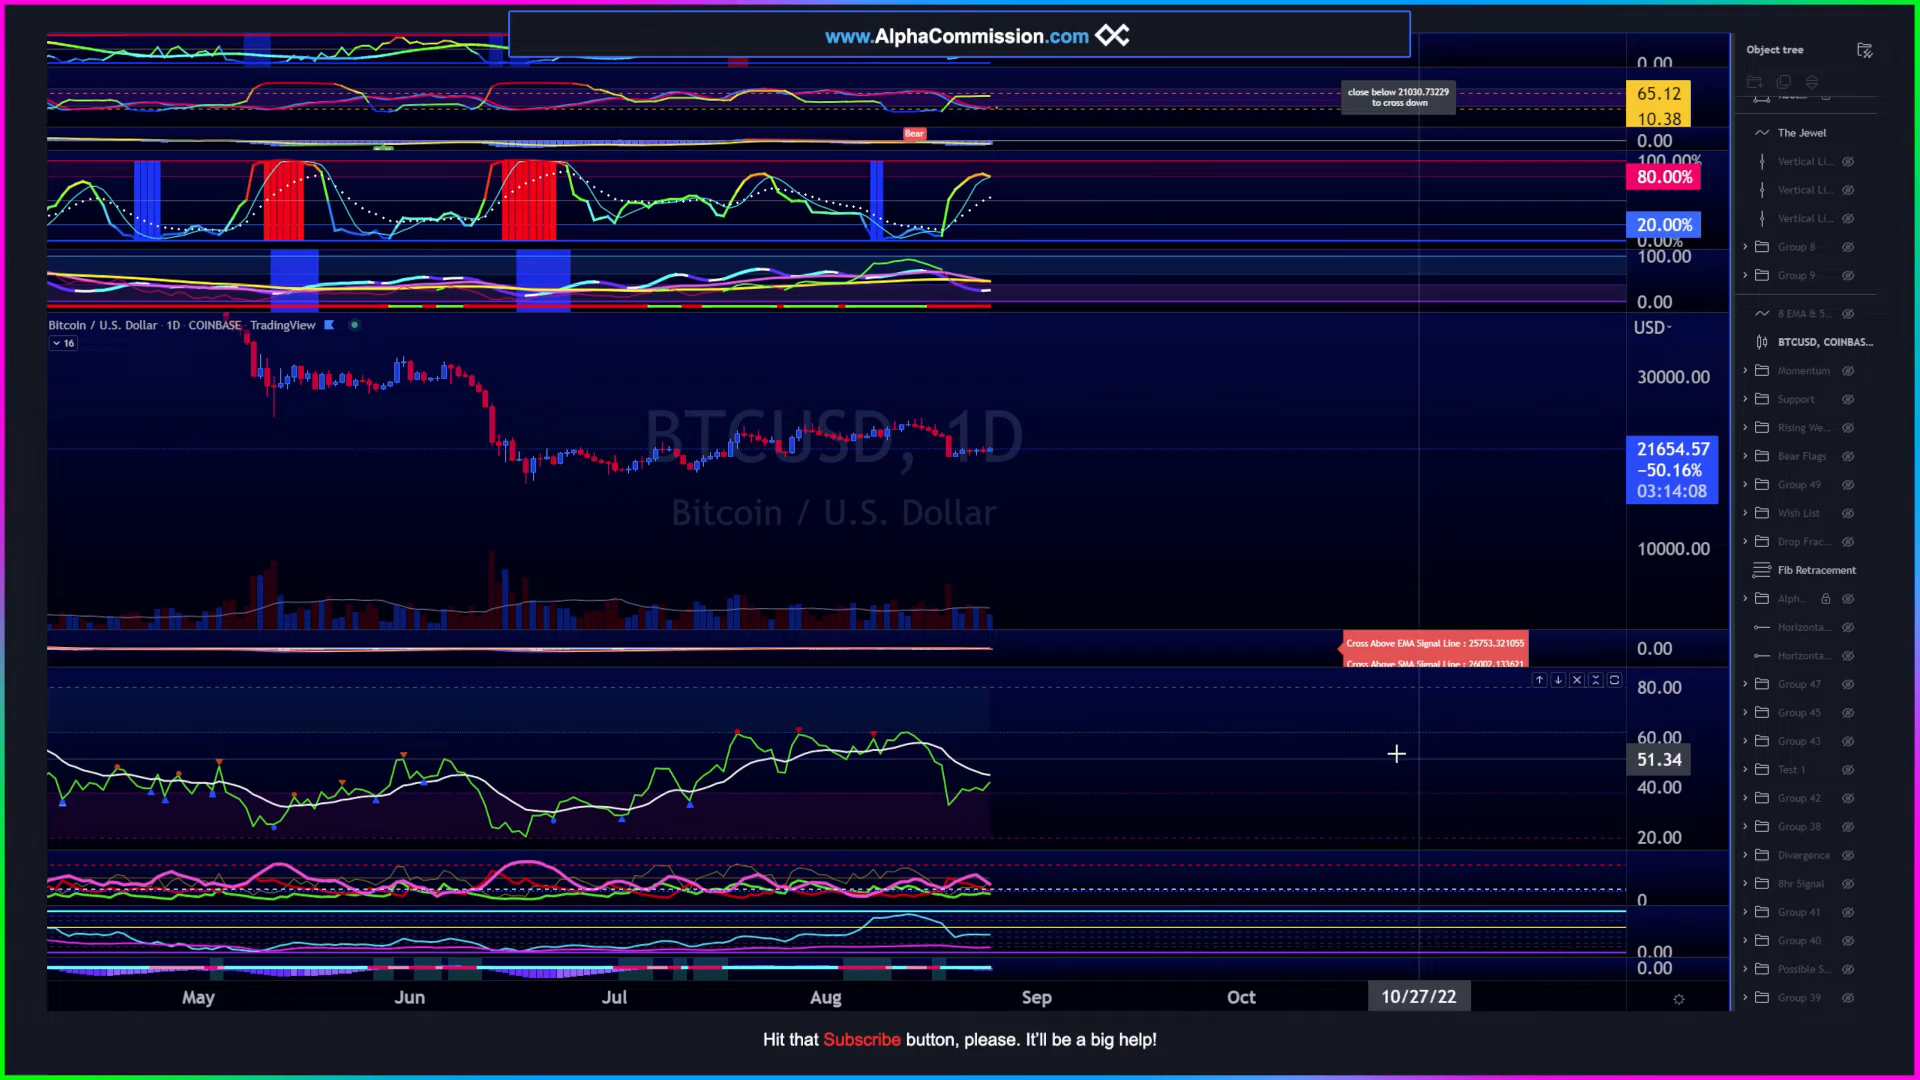 www.AlphaCommission.com
Object tree
0.00
close below 21030.73229
to cross down
65.12
10.38
Bear
0.00
100.00%
80.00%
20.00%
0.00%
100.00
0.00
Bitcoin / U.S. Dollar · 1D · COINBASE · TradingView
16
USD
30000.00
BTCUSD, 1D
Bitcoin / U.S. Dollar
21654.57
−50.16%
03:14:08
10000.00
Cross Above EMA Signal Line : 25753.321055
Cross Above SMA Signal Line : 26002.133621
0.00
80.00
60.00
51.34
40.00
20.00
0
0.00
0.00
May
Jun
Jul
Aug
Sep
Oct
10/27/22
The Jewel
Vertical Li...
Vertical Li...
Vertical Li...
Group 8
Group 9
8 EMA & 5...
BTCUSD, COINBAS...
Momentum
Support
Rising We...
Bear Flags
Group 49
Wish List
Drop Frac...
Fib Retracement
Alph...
Horizonta...
Horizonta...
Group 47
Group 45
Group 43
Test 1
Group 42
Group 38
Divergence
8hr Signal
Group 41
Group 40
Possible S...
Group 39
Hit that Subscribe button, please. It'll be a big help!